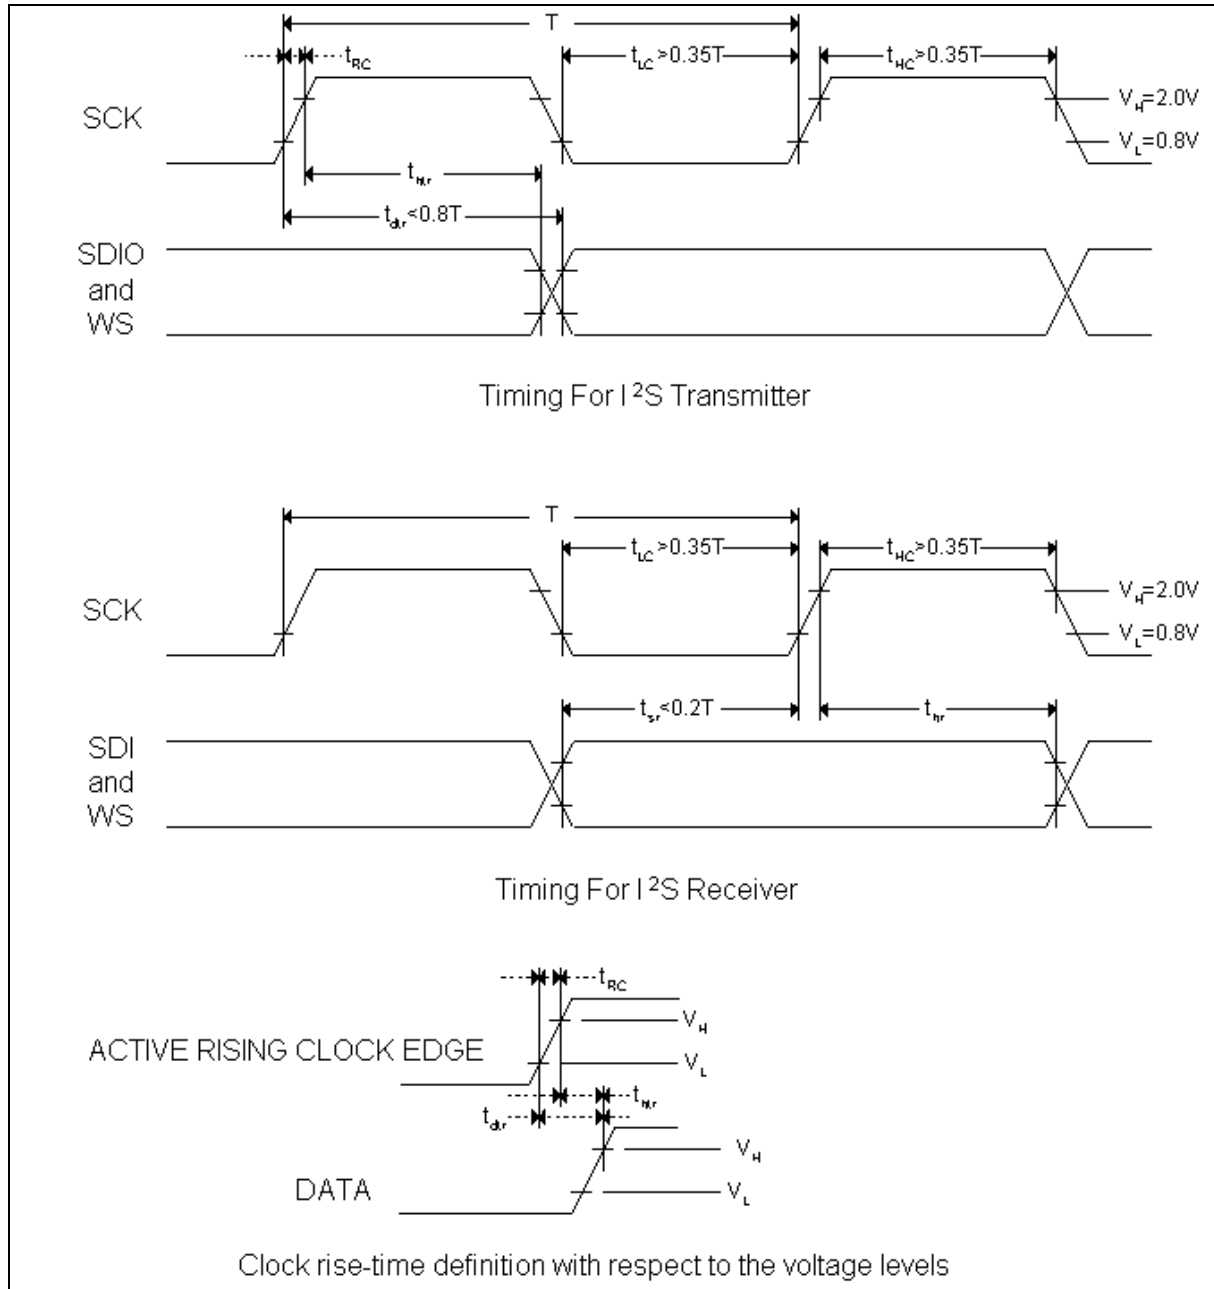 T
tRC
tLC>0.35T
tHC>0.35T
SCK
VH=2.0V
VL=0.8V
thtr
tdtr<0.8T
SDIO
and
WS
Timing For I 2S Transmitter
T
tLC>0.35T
tHC>0.35T
SCK
VH=2.0V
VL=0.8V
tsr<0.2T
thr
SDI
and
WS
Timing For I 2S Receiver
tRC
VH
ACTIVE RISING CLOCK EDGE
VL
thtr
tdtr
VH
DATA
VL
Clock rise-time definition with respect to the voltage levels